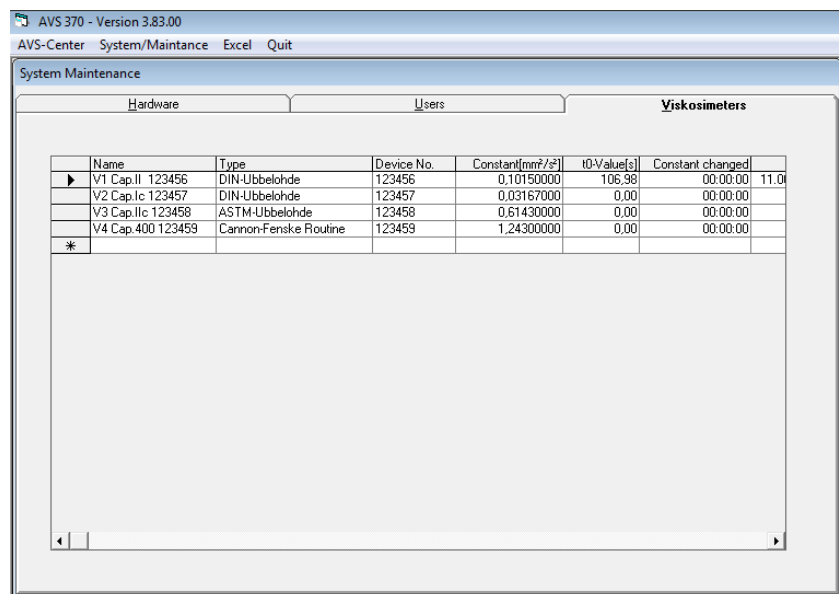 AVS 370 - Version 3.83.00
AVS-Center System/Maintance Excel Quit
System Maintenance
Hardware Users Viskosimeters
Name Type Device No. Constant[mm²/s²] t0-Value[s] Constant changed
V1 Cap.II 123456 DIN-Ubbelohde 123456 0,10150000 106,98 00:00:00 11.0
V2 Cap.Ic 123457 DIN-Ubbelohde 123457 0,03167000 0,00 00:00:00
V3 Cap.IIc 123458 ASTM-Ubbelohde 123458 0,61430000 0,00 00:00:00
V4 Cap.400 123459 Cannon-Fenske Routine 123459 1,24300000 0,00 00:00:00